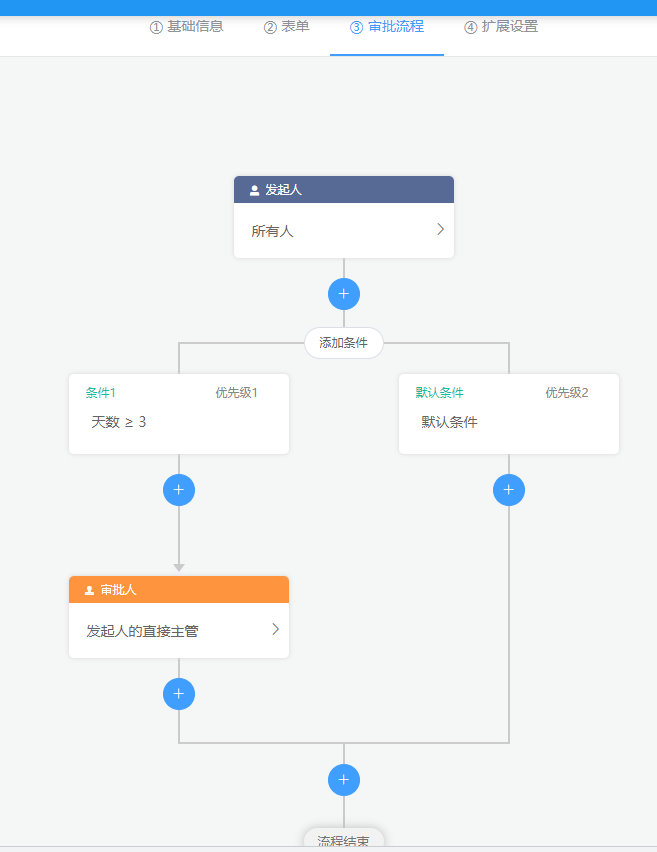 ① 基础信息
② 表单
③ 审批流程
④ 扩展设置
发起人
所有人
添加条件
条件1
优先级1
天数 ≥ 3
默认条件
优先级2
默认条件
审批人
发起人的直接主管
流程结束